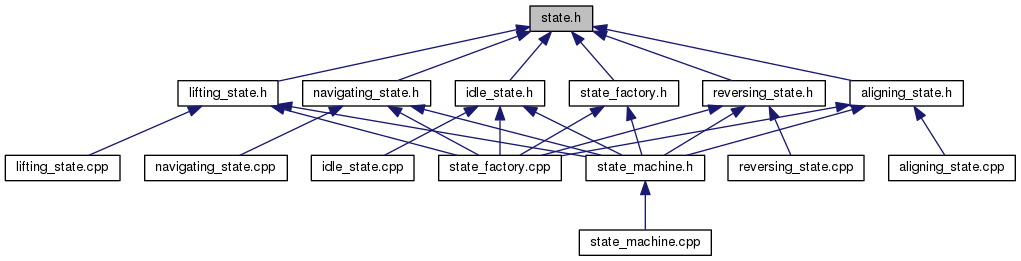 state.h
lifting_state.h
navigating_state.h
idle_state.h
state_factory.h
reversing_state.h
aligning_state.h
lifting_state.cpp
navigating_state.cpp
idle_state.cpp
state_factory.cpp
state_machine.h
reversing_state.cpp
aligning_state.cpp
state_machine.cpp